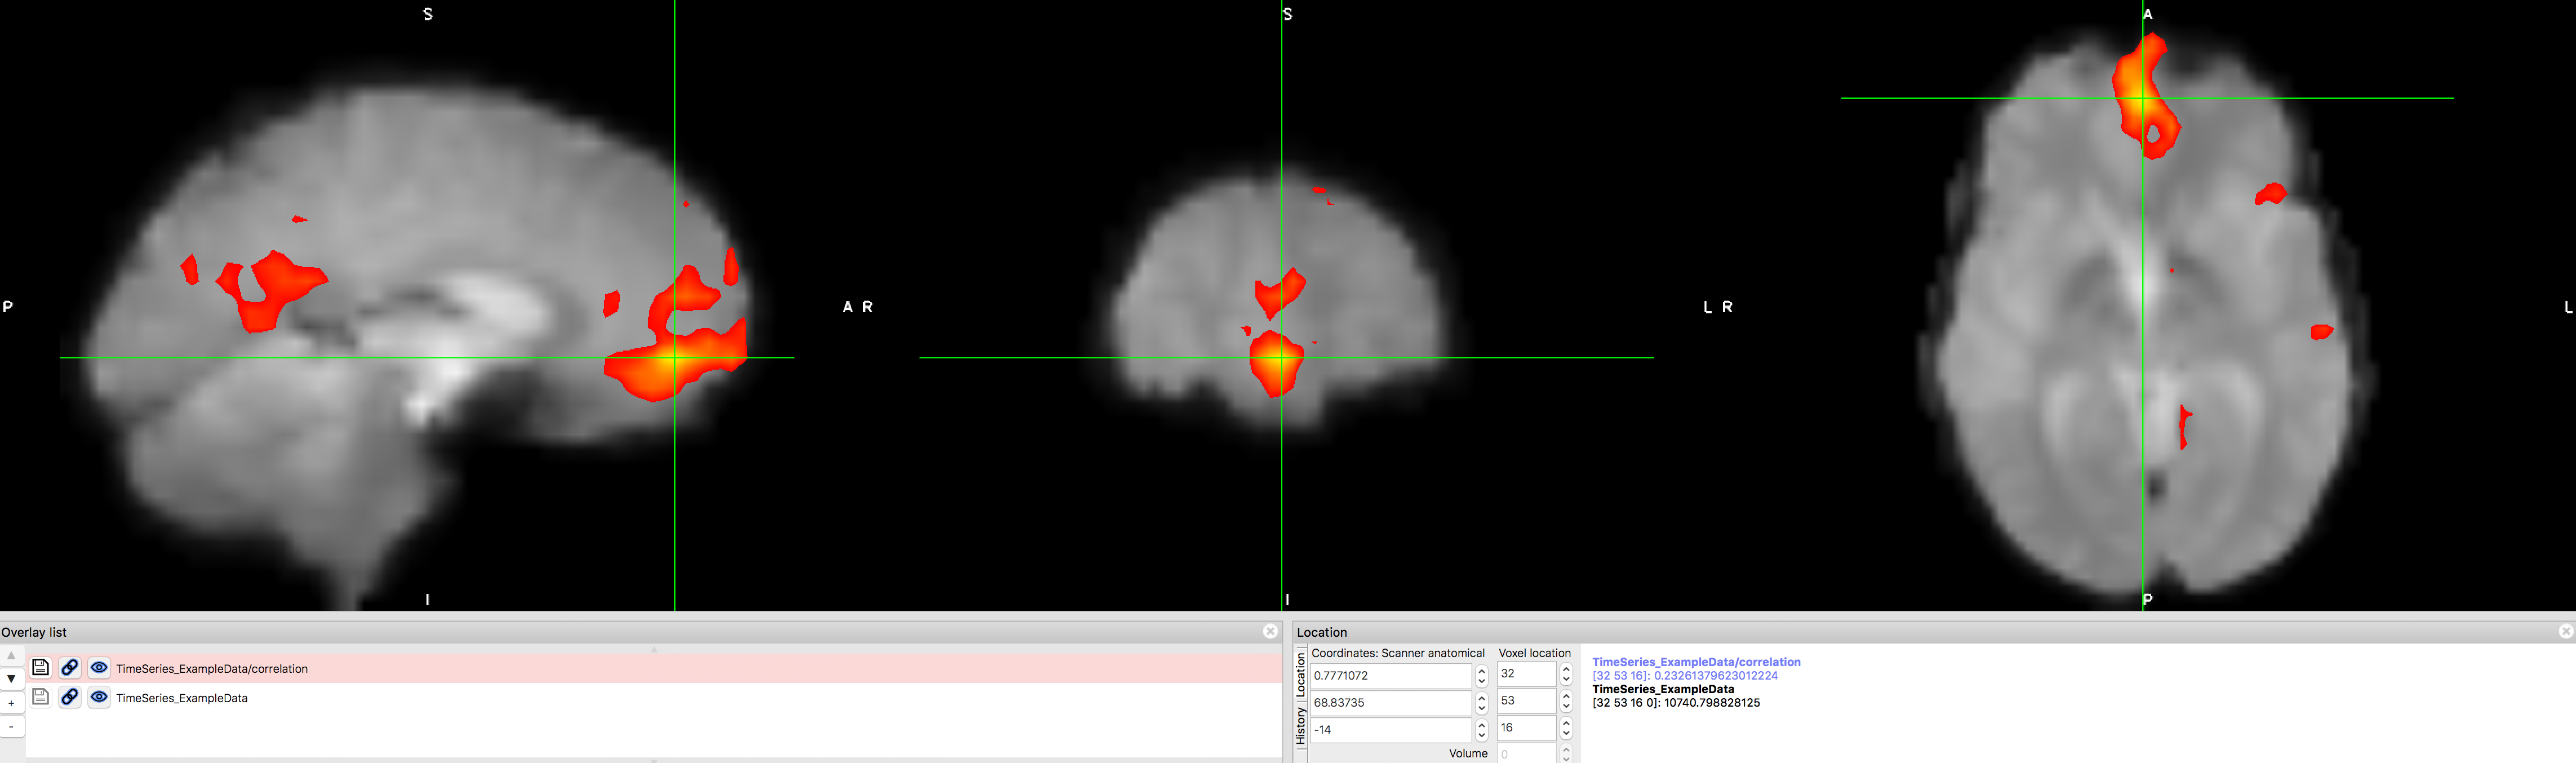 S
S
A
P
A R
L R
L
I
I
P
Overlay list
TimeSeries_ExampleData/correlation
TimeSeries_ExampleData
+
-
Location
Location
History
Coordinates: Scanner anatomical
Voxel location
0.7771072
32
68.83735
53
-14
16
Volume
0
TimeSeries_ExampleData/correlation
[32 53 16]: 0.23261379623012224
TimeSeries_ExampleData
[32 53 16 0]: 10740.798828125